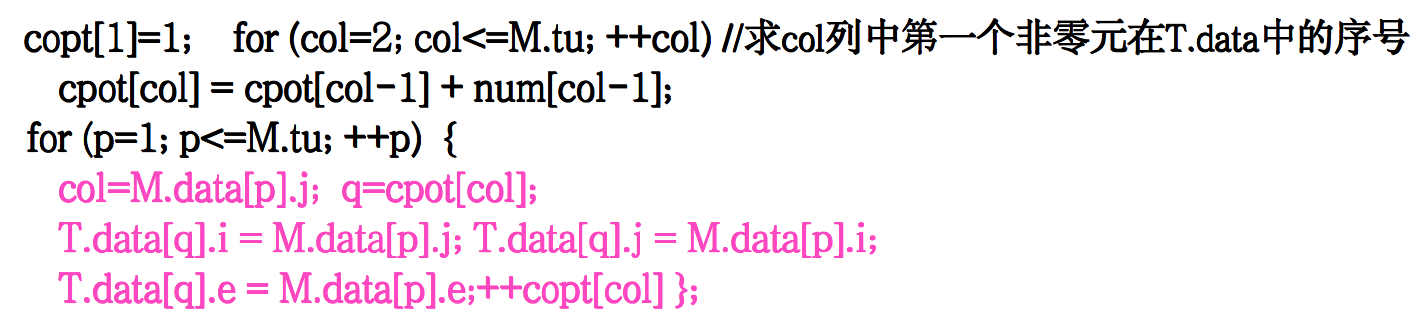 copt[1]=1; for (col=2; col<=M.tu; ++col) //求col列中第一个非零元在T.data中的序号
cpot[col] = cpot[col-1] + num[col-1];
for (p=1; p<=M.tu; ++p) {
col=M.data[p].j; q=cpot[col];
T.data[q].i = M.data[p].j; T.data[q].j = M.data[p].i;
T.data[q].e = M.data[p].e;++copt[col] };